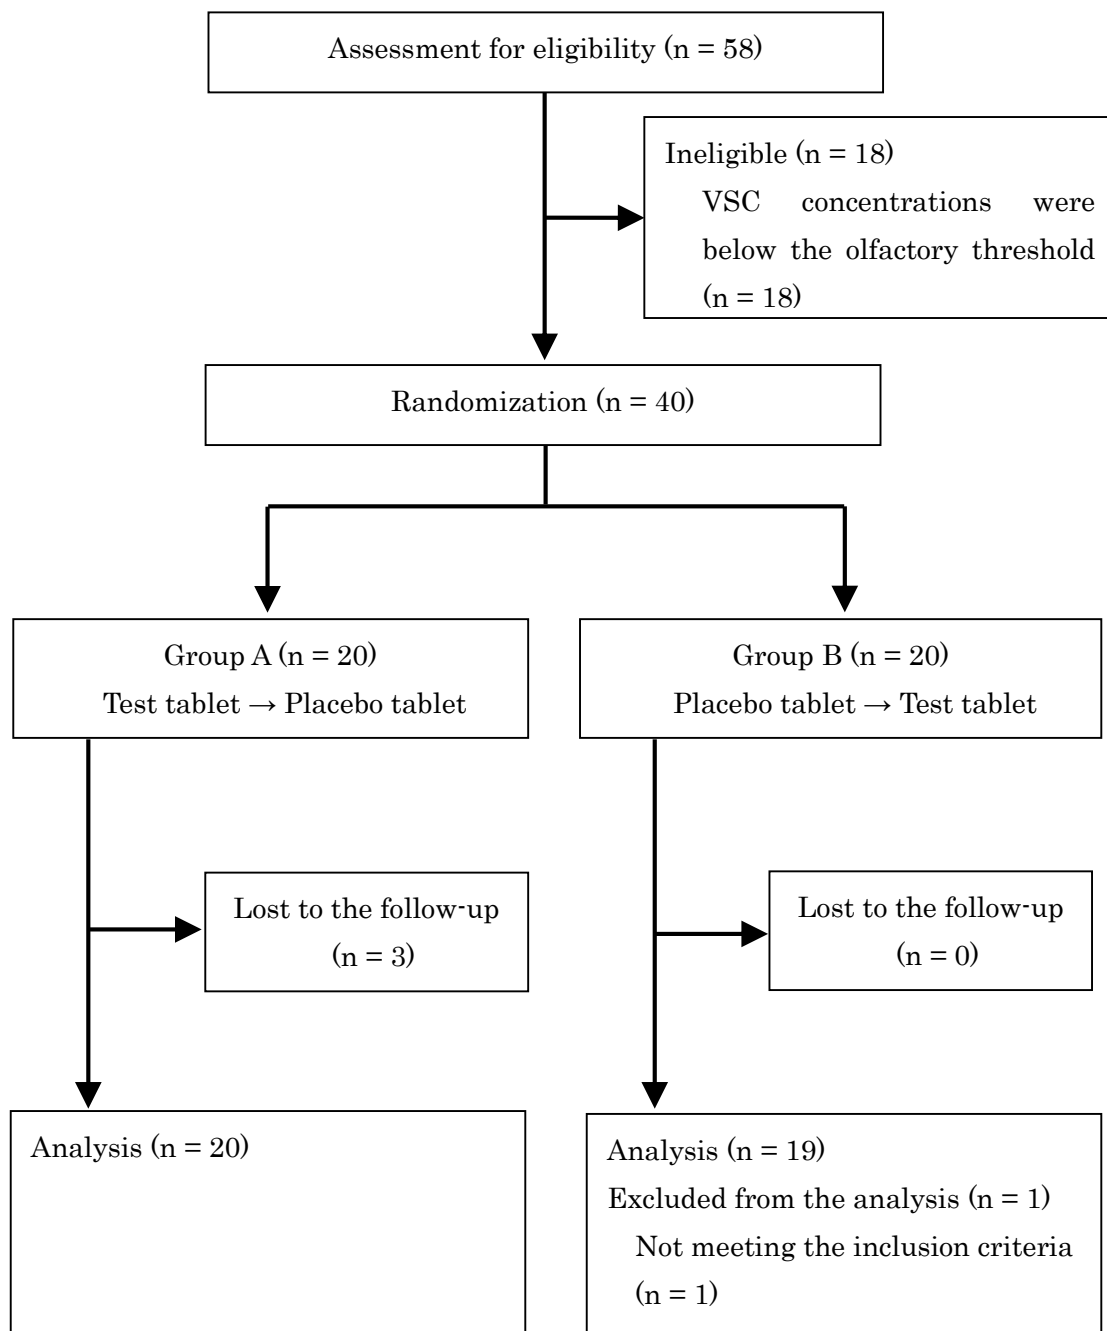 Assessment for eligibility (n = 58)
Ineligible (n = 18)
VSC concentrations were
below the olfactory threshold
(n = 18)
Randomization (n = 40)
Group A (n = 20)
Test tablet → Placebo tablet
Group B (n = 20)
Placebo tablet → Test tablet
Lost to the follow-up
(n = 3)
Lost to the follow-up
(n = 0)
Analysis (n = 20)
Analysis (n = 19)
Excluded from the analysis (n = 1)
Not meeting the inclusion criteria
(n = 1)